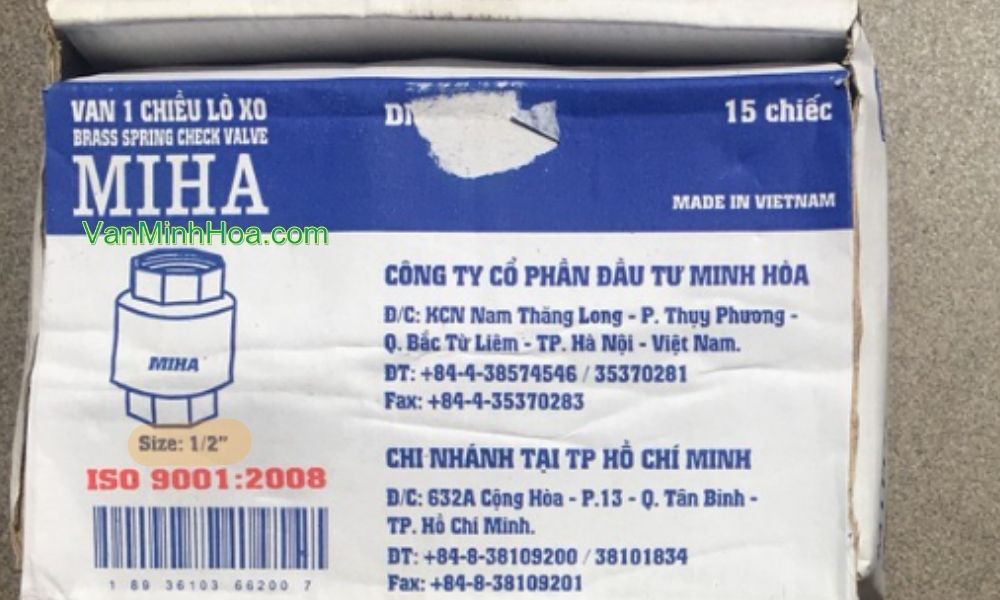 VAN 1 CHIỀU LÒ XO
BRASS SPRING CHECK VALVE
MIHA
15 chiếc
MADE IN VIETNAM
VanMinhHoa.com
MIHA
Size: 1/2"
ISO 9001:2008
1 89 36103 66200 7
CÔNG TY CỔ PHẦN ĐẦU TƯ MINH HÒA
Đ/C: KCN Nam Thăng Long - P. Thụy Phương -
Q. Bắc Từ Liêm - TP. Hà Nội - Việt Nam.
ĐT: +84-4-38574546 / 35370281
Fax: +84-4-35370283
CHI NHÁNH TẠI TP HỒ CHÍ MINH
Đ/C: 632A Cộng Hòa - P.13 - Q. Tân Bình -
TP. Hồ Chí Minh.
ĐT: +84-8-38109200 / 38101834
Fax: +84-8-38109201